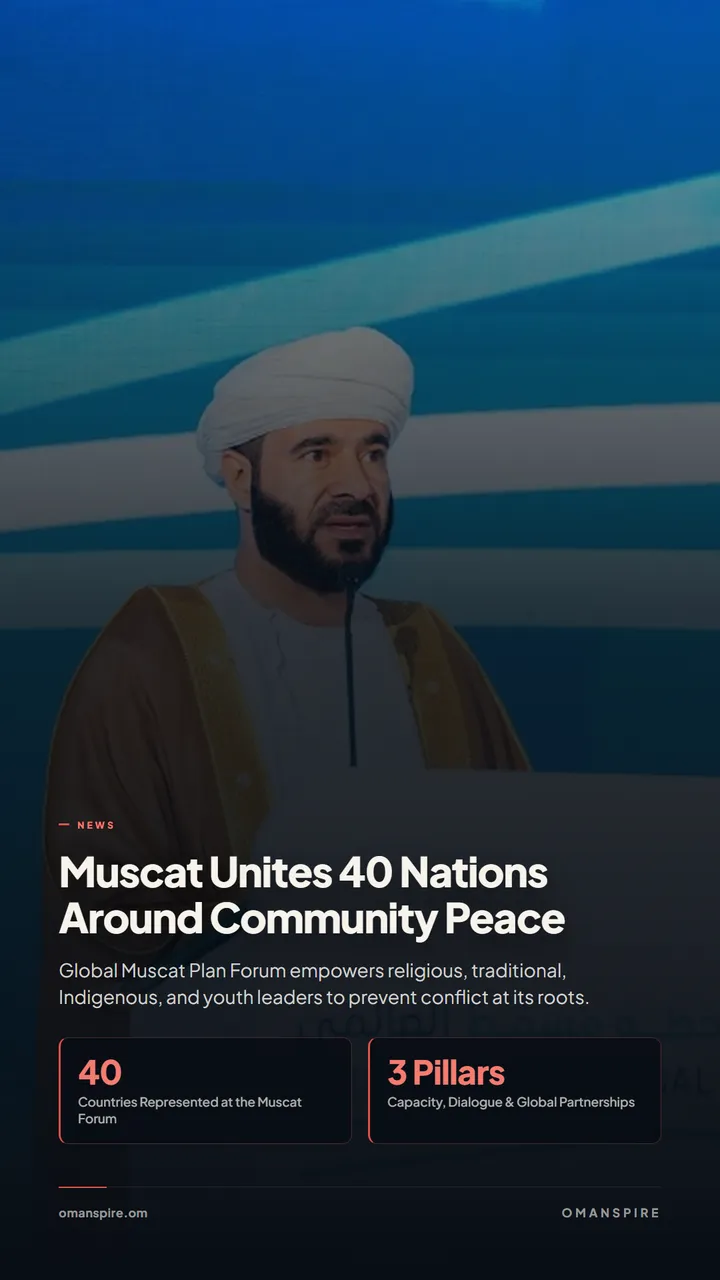 NEWS
Muscat Unites 40 Nations
Around Community Peace
Global Muscat Plan Forum empowers religious, traditional,
Indigenous, and youth leaders to prevent conflict at its roots.
40
Countries Represented at the Muscat
Forum
3 Pillars
Capacity, Dialogue & Global Partnerships
omanspire.om
OMANSPIRE